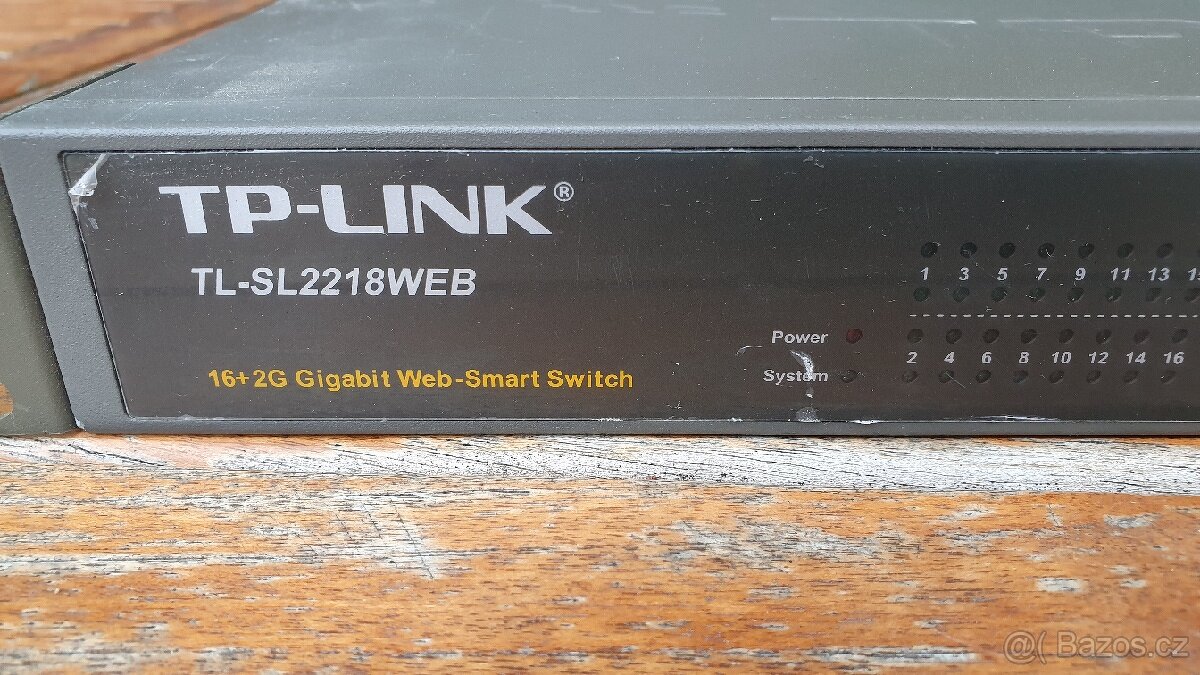 TP-LINK®
TL-SL2218WEB
16+2G Gigabit Web-Smart Switch
1 3 5 7 9 11 13
Power
2 4 6 8 10 12 14 16
System
@( Bazos.cz